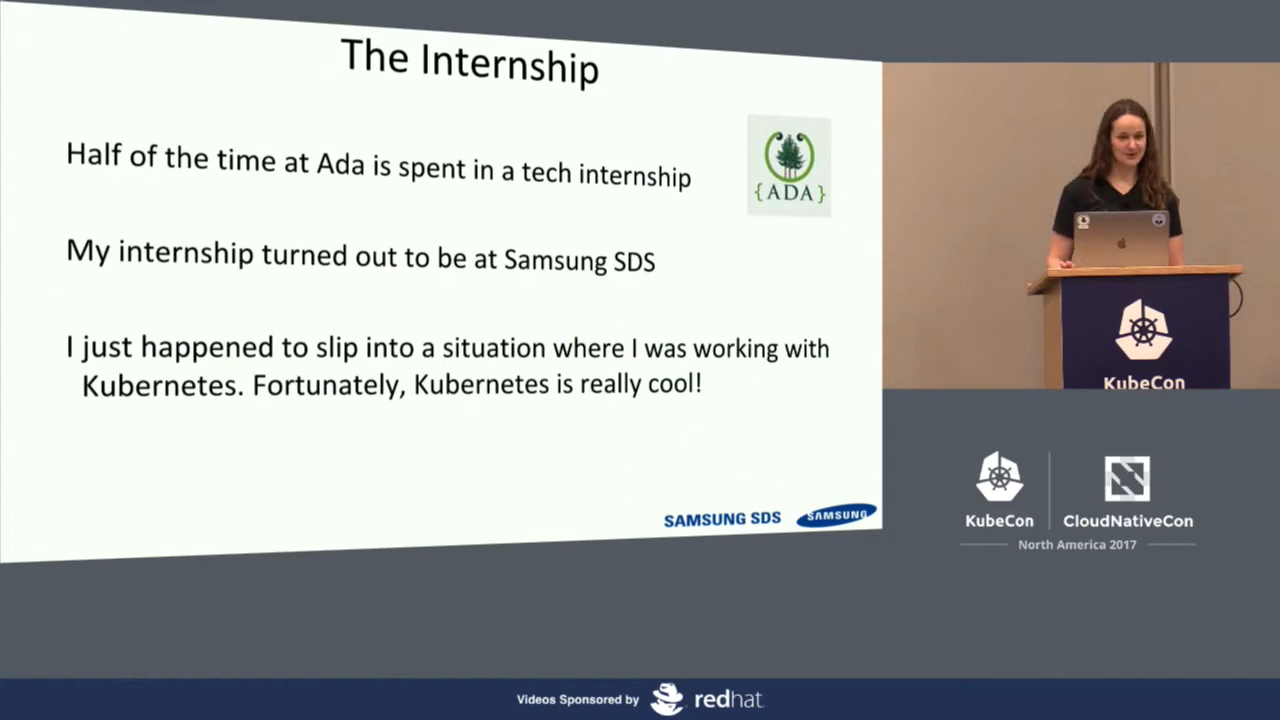 The Internship
Half of the time at Ada is spent in a tech internship
{ADA}
My internship turned out to be at Samsung SDS
I just happened to slip into a situation where I was working with
Kubernetes. Fortunately, Kubernetes is really cool!
SAMSUNG SDS
SAMSUNG
KubeCon
KubeCon
CloudNativeCon
North America 2017
Videos Sponsored by
redhat